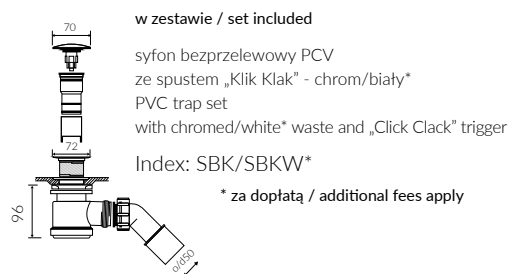 w zestawie / set included
70
syfon bezprzelewowy PCV
ze spustem „Klik Klak” - chrom/biały*
PVC trap set
with chromed/white* waste and „Click Clack” trigger
72
Index: SBK/SBKW*
* za dopłatą / additional fees apply
96
o/d50